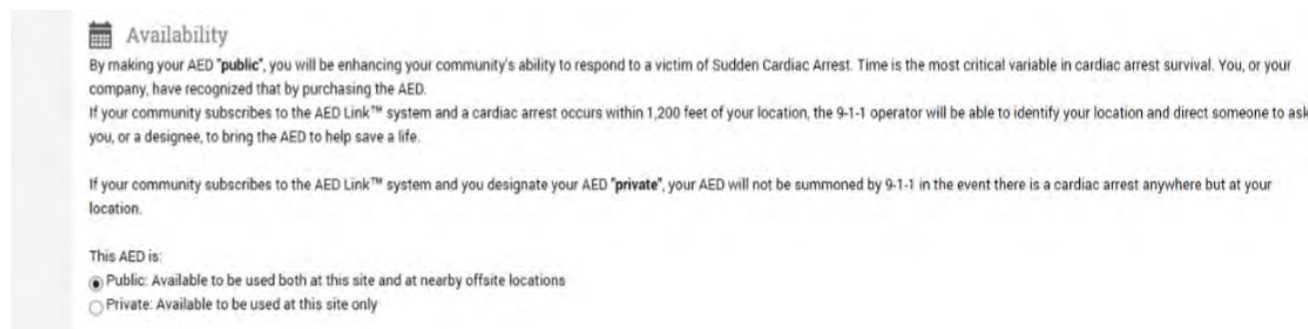 Availability
By making your AED "public", you will be enhancing your community's ability to respond to a victim of Sudden Cardiac Arrest. Time is the most critical variable in cardiac arrest survival. You, or your
company, have recognized that by purchasing the AED.
If your community subscribes to the AED Link™ system and a cardiac arrest occurs within 1,200 feet of your location, the 9-1-1 operator will be able to identify your location and direct someone to ask
you, or a designee, to bring the AED to help save a life.
If your community subscribes to the AED Link™ system and you designate your AED "private", your AED will not be summoned by 9-1-1 in the event there is a cardiac arrest anywhere but at your
location.
This AED is:
Public: Available to be used both at this site and at nearby offsite locations
Private: Available to be used at this site only